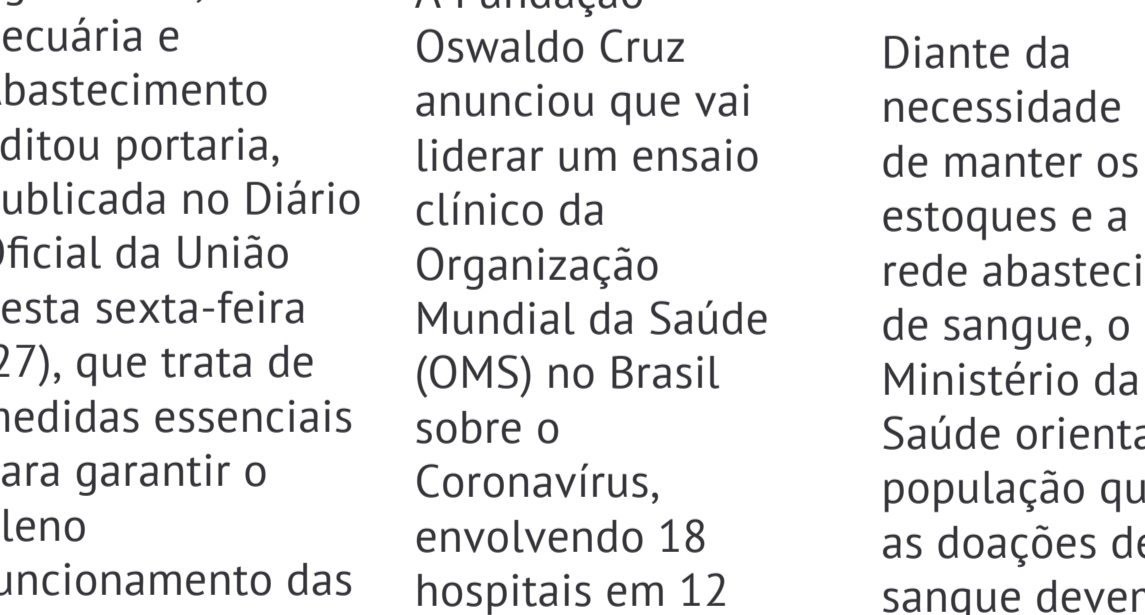 ecuária e
bastecimento
ditou portaria,
ublicada no Diário
ficial da União
esta sexta-feira
27), que trata de
edidas essenciais
ara garantir o
leno
uncionamento das
A Fundação
Oswaldo Cruz
anunciou que vai
liderar um ensaio
clínico da
Organização
Mundial da Saúde
(OMS) no Brasil
sobre o
Coronavírus,
envolvendo 18
hospitais em 12
Diante da
necessidade
de manter os
estoques e a
rede abasteci
de sangue, o
Ministério da
Saúde orienta
população qu
as doações de
sangue dever